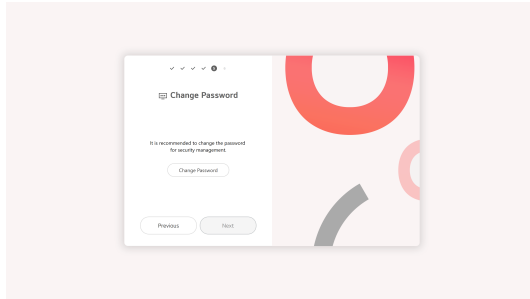 Change Password
It is recommended to change the password
for security management.
Change Password
Previous
Next